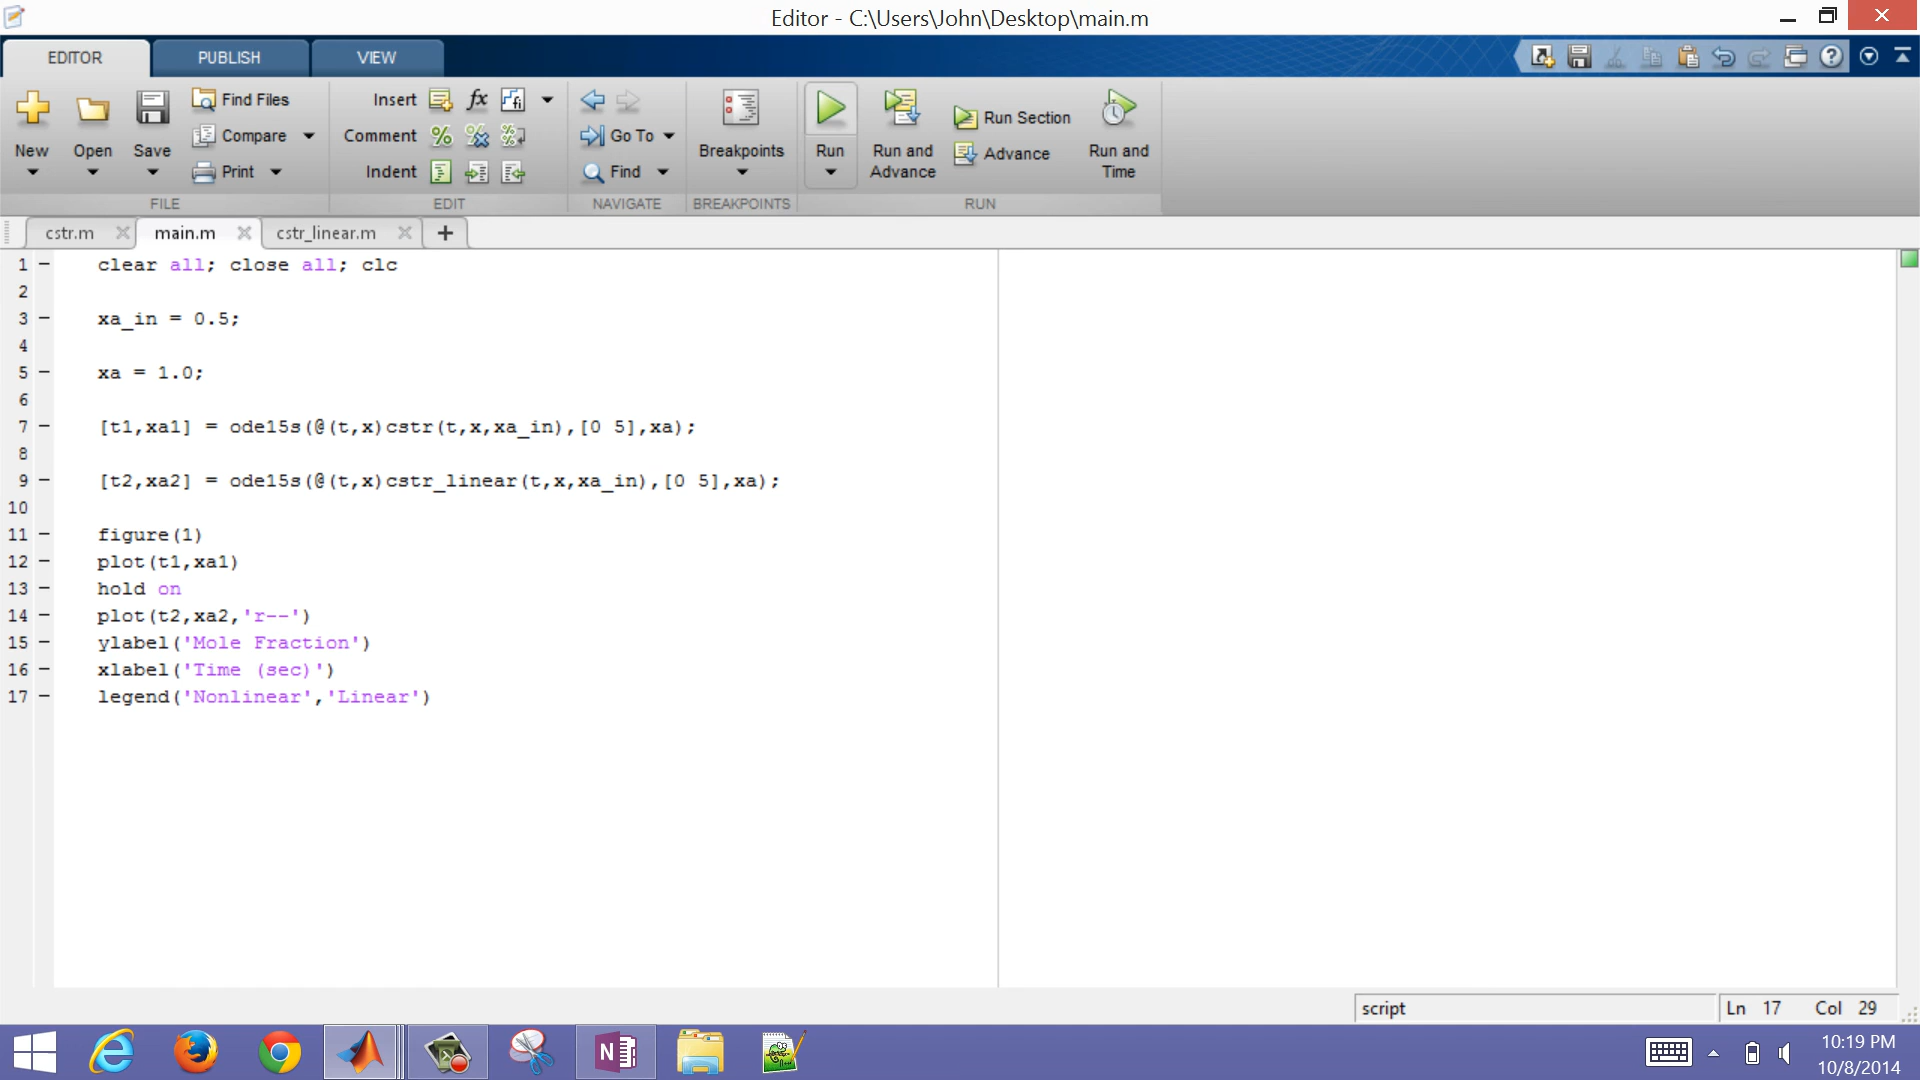 Editor - C:\Users\John\Desktop\main.m
EDITOR PUBLISH VIEW
New Open Save Find Files Compare Print
Insert fx
Comment
Indent
Go To Find
Breakpoints
Run Run and Advance Run Section Advance Run and Time
FILE EDIT NAVIGATE BREAKPOINTS RUN
cstr.m main.m cstr_linear.m
1 clear all; close all; clc
2
3 xa_in = 0.5;
4
5 xa = 1.0;
6
7 [t1,xa1] = ode15s(@(t,x)cstr(t,x,xa_in),[0 5],xa);
8
9 [t2,xa2] = ode15s(@(t,x)cstr_linear(t,x,xa_in),[0 5],xa);
10
11 figure(1)
12 plot(t1,xa1)
13 hold on
14 plot(t2,xa2,'r--')
15 ylabel('Mole Fraction')
16 xlabel('Time (sec)')
17 legend('Nonlinear','Linear')
script Ln 17 Col 29
10:19 PM
10/8/2014